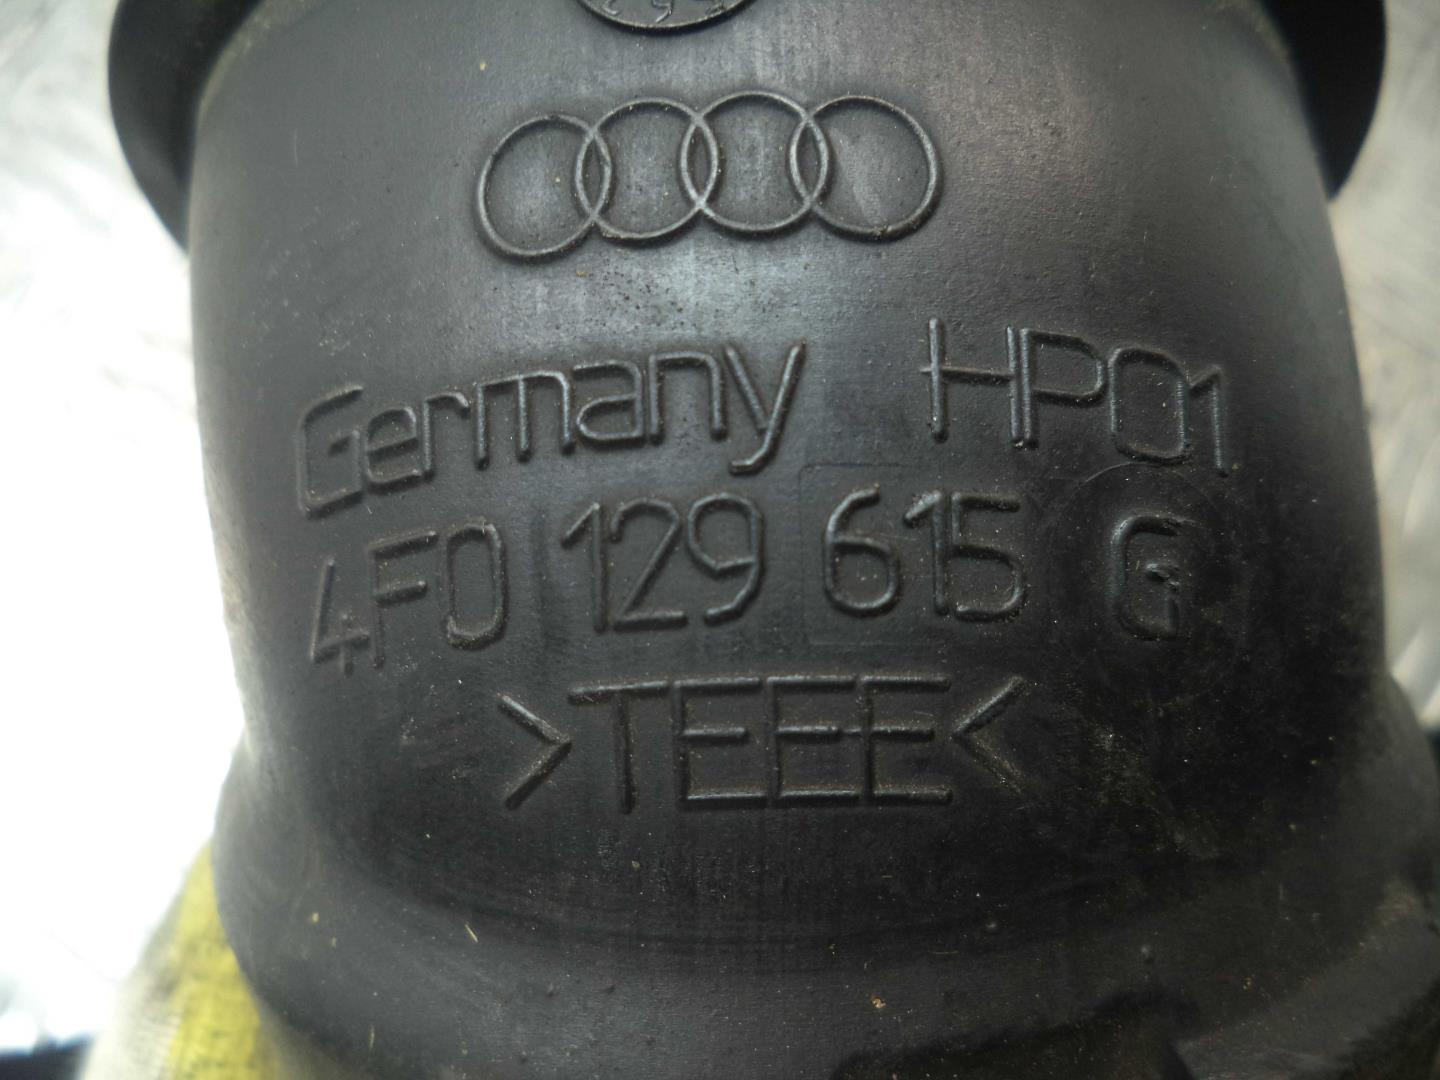 Germany HP01
4F0 129 615 G
>TEEE<